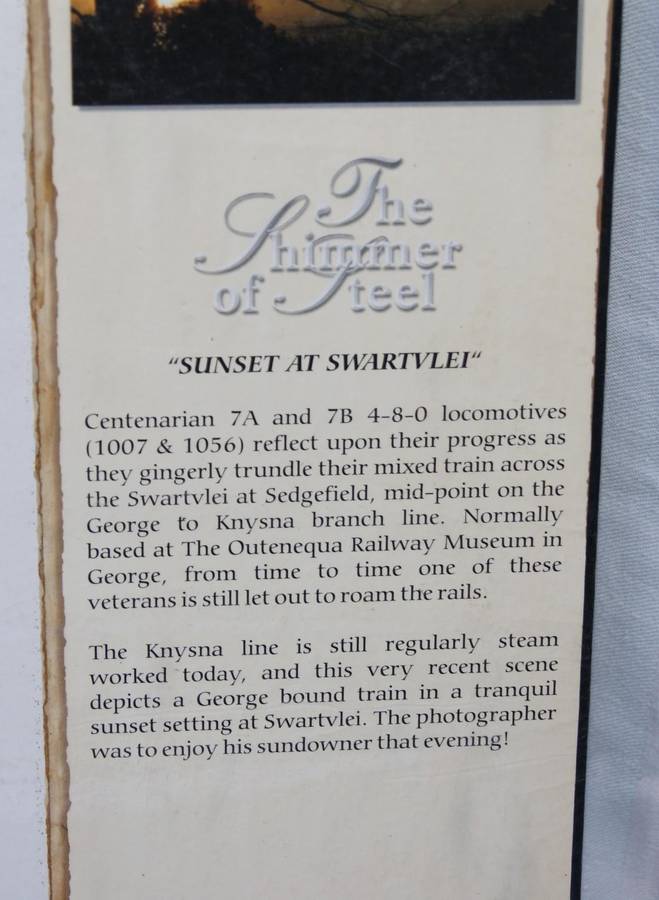 The
Shimmer
of Steel
"SUNSET AT SWARTVLEI"
Centenarian 7A and 7B 4-8-0 locomotives
(1007 & 1056) reflect upon their progress as
they gingerly trundle their mixed train across
the Swartvlei at Sedgefield, mid-point on the
George to Knysna branch line. Normally
based at The Outenequa Railway Museum in
George, from time to time one of these
veterans is still let out to roam the rails.
The Knysna line is still regularly steam
worked today, and this very recent scene
depicts a George bound train in a tranquil
sunset setting at Swartvlei. The photographer
was to enjoy his sundowner that evening!